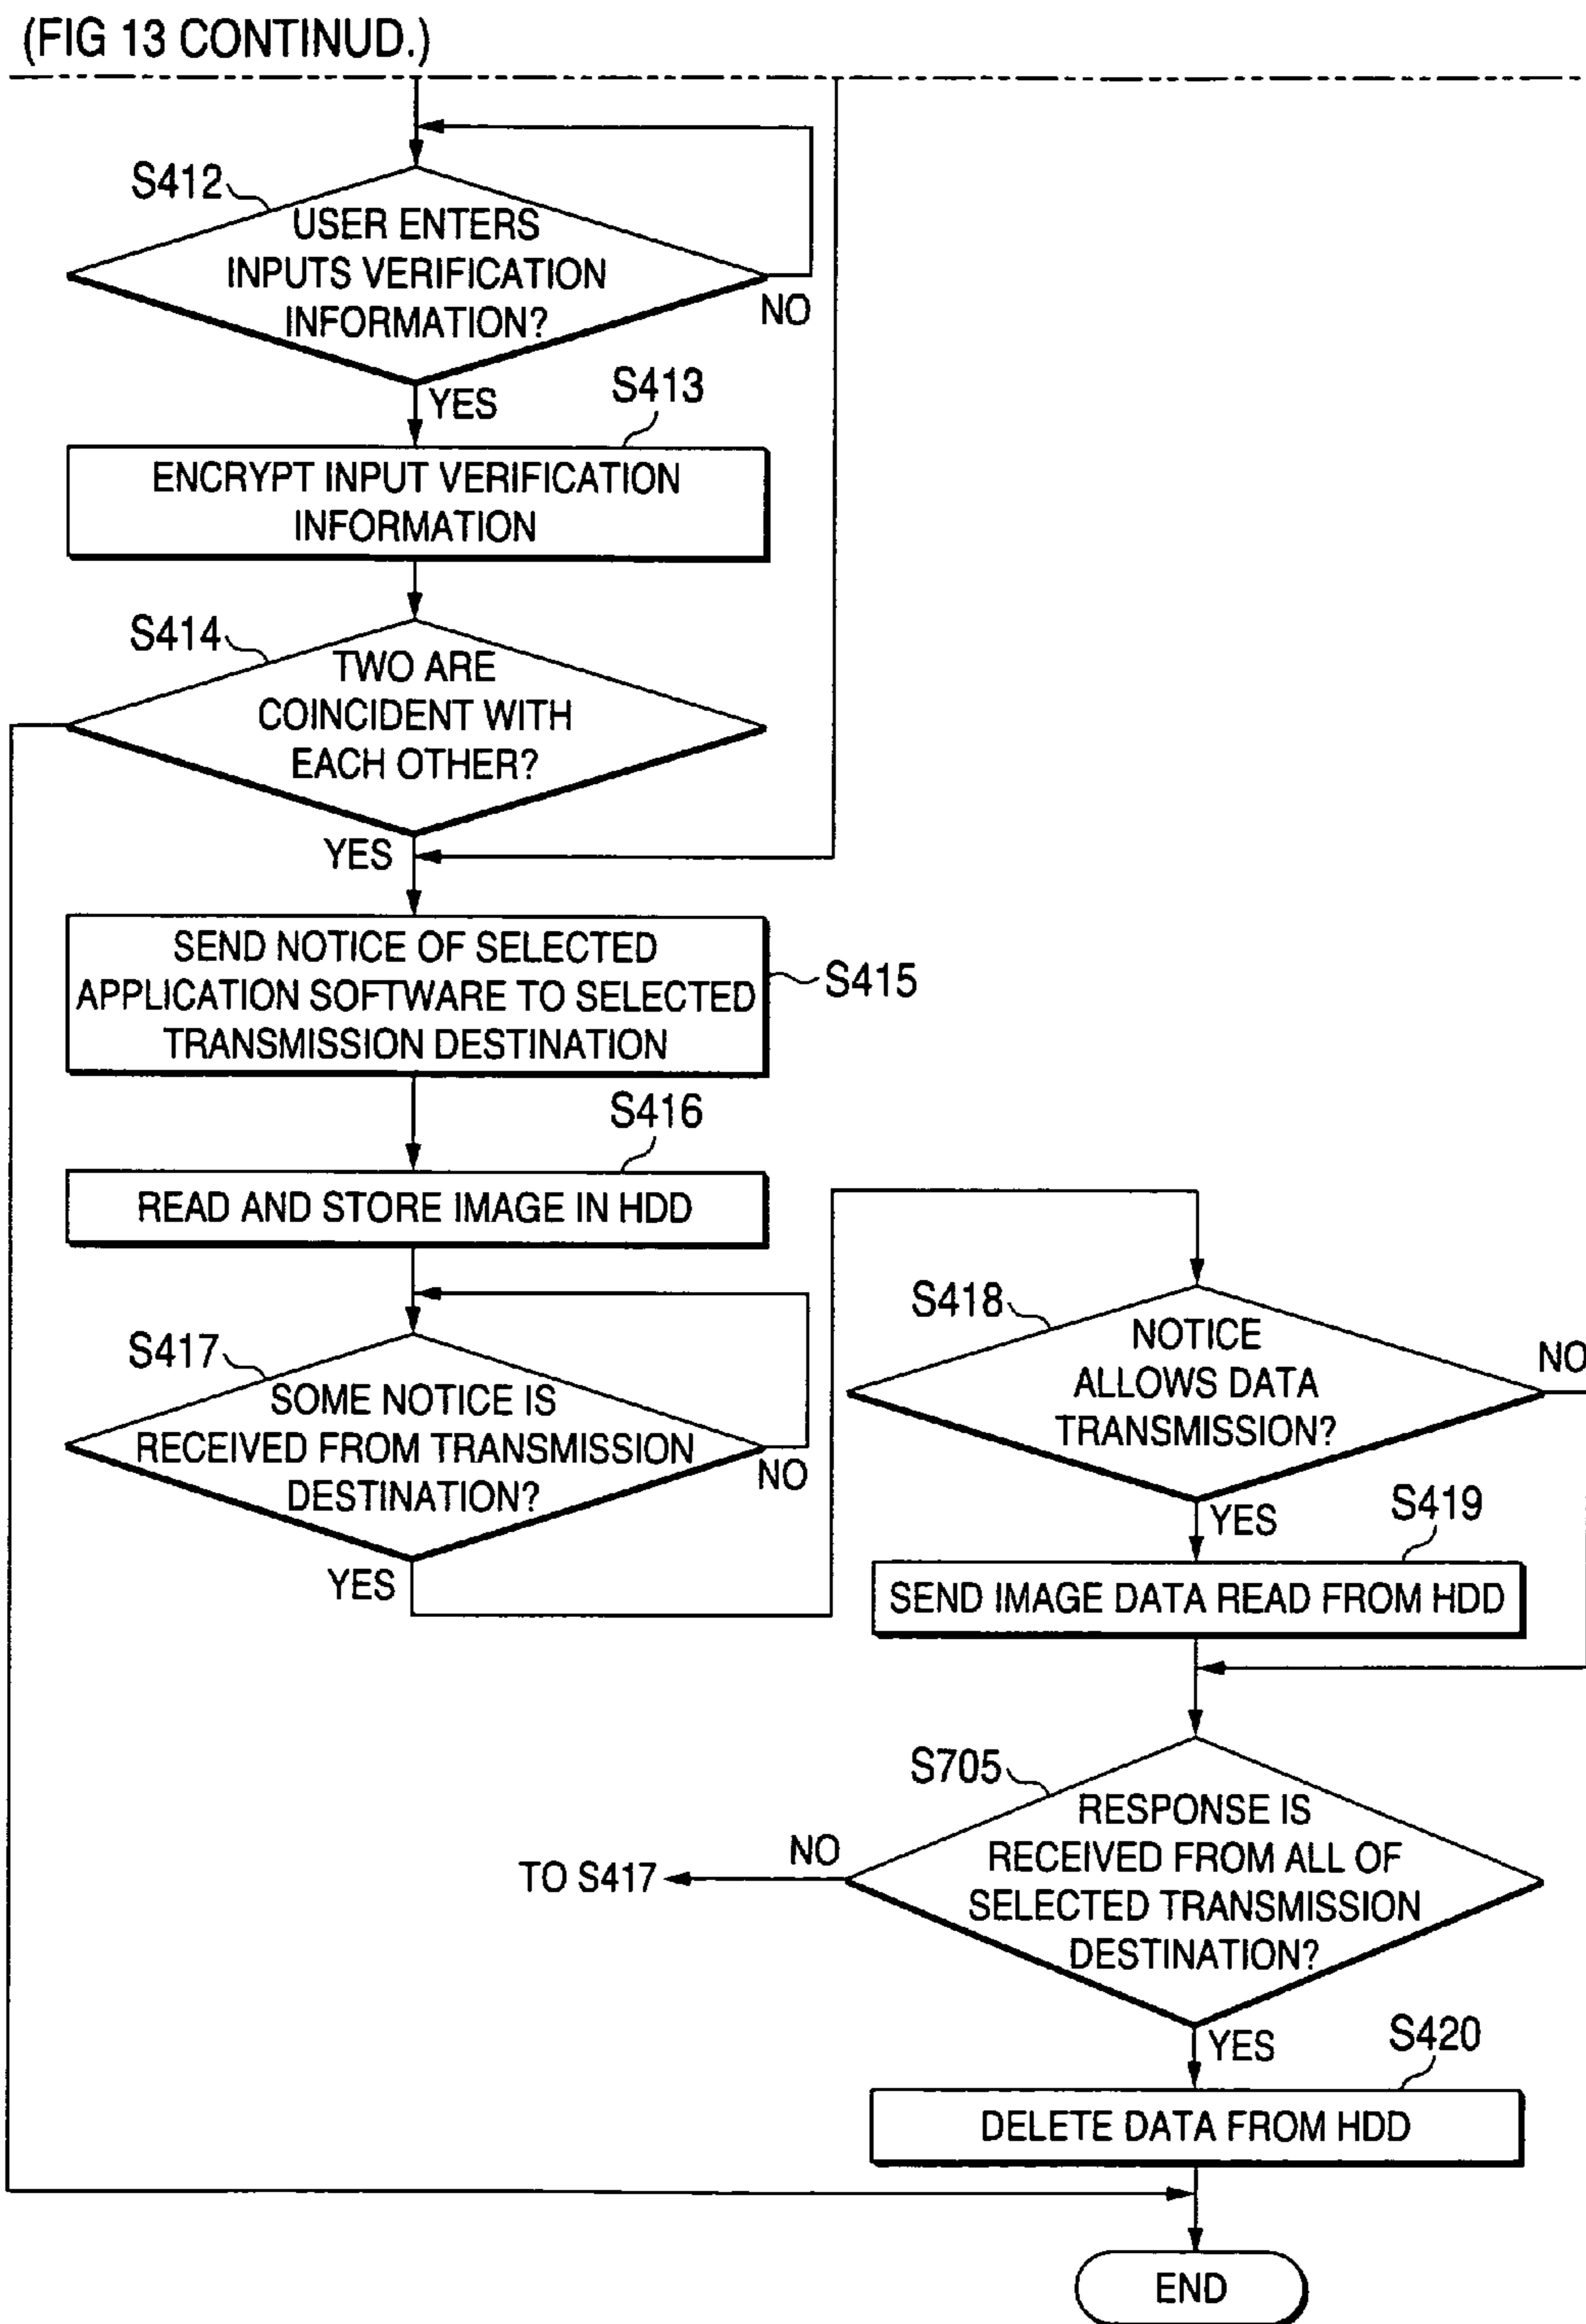 (FIG 13 CONTINUD.)
S412
USER ENTERS
INPUTS VERIFICATION
INFORMATION?
NO
YES
S413
ENCRYPT INPUT VERIFICATION
INFORMATION
S414
TWO ARE
COINCIDENT WITH
EACH OTHER?
YES
SEND NOTICE OF SELECTED
APPLICATION SOFTWARE TO SELECTED
TRANSMISSION DESTINATION
S415
S416
READ AND STORE IMAGE IN HDD
S417
SOME NOTICE IS
RECEIVED FROM TRANSMISSION
DESTINATION?
NO
YES
S418
NOTICE
ALLOWS DATA
TRANSMISSION?
NO
YES
S419
SEND IMAGE DATA READ FROM HDD
S705
RESPONSE IS
RECEIVED FROM ALL OF
SELECTED TRANSMISSION
DESTINATION?
NO
TO S417
YES
S420
DELETE DATA FROM HDD
END